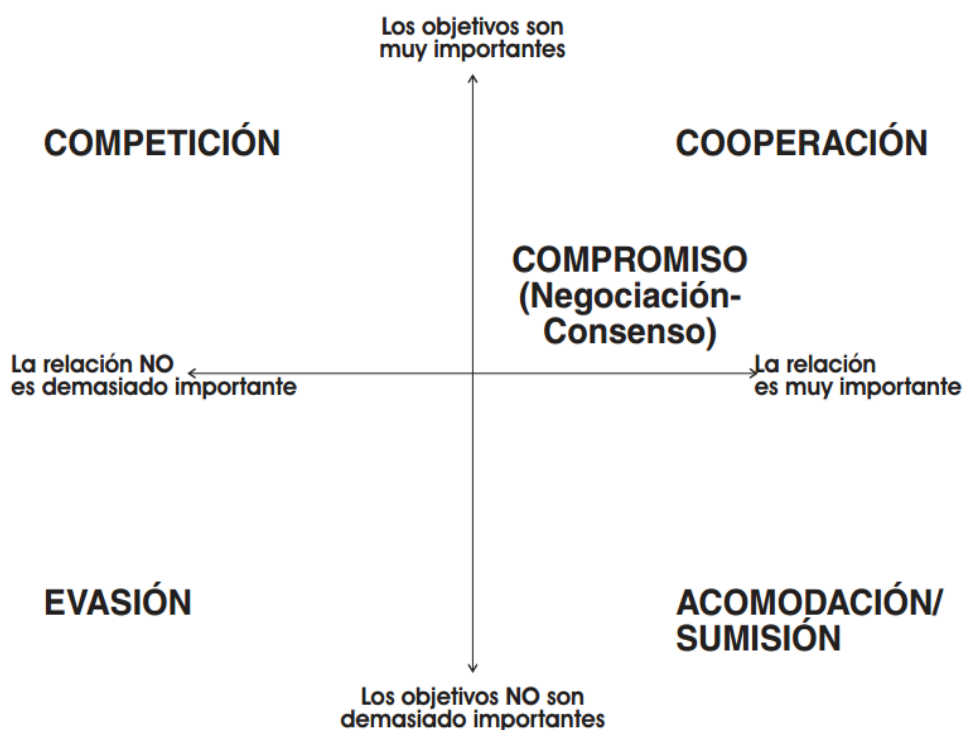 Los objetivos son
muy importantes
COMPETICIÓN
COOPERACIÓN
COMPROMISO
(Negociación-
Consenso)
La relación NO
es demasiado importante
La relación
es muy importante
EVASIÓN
ACOMODACIÓN/
SUMISIÓN
Los objetivos NO son
demasiado importantes